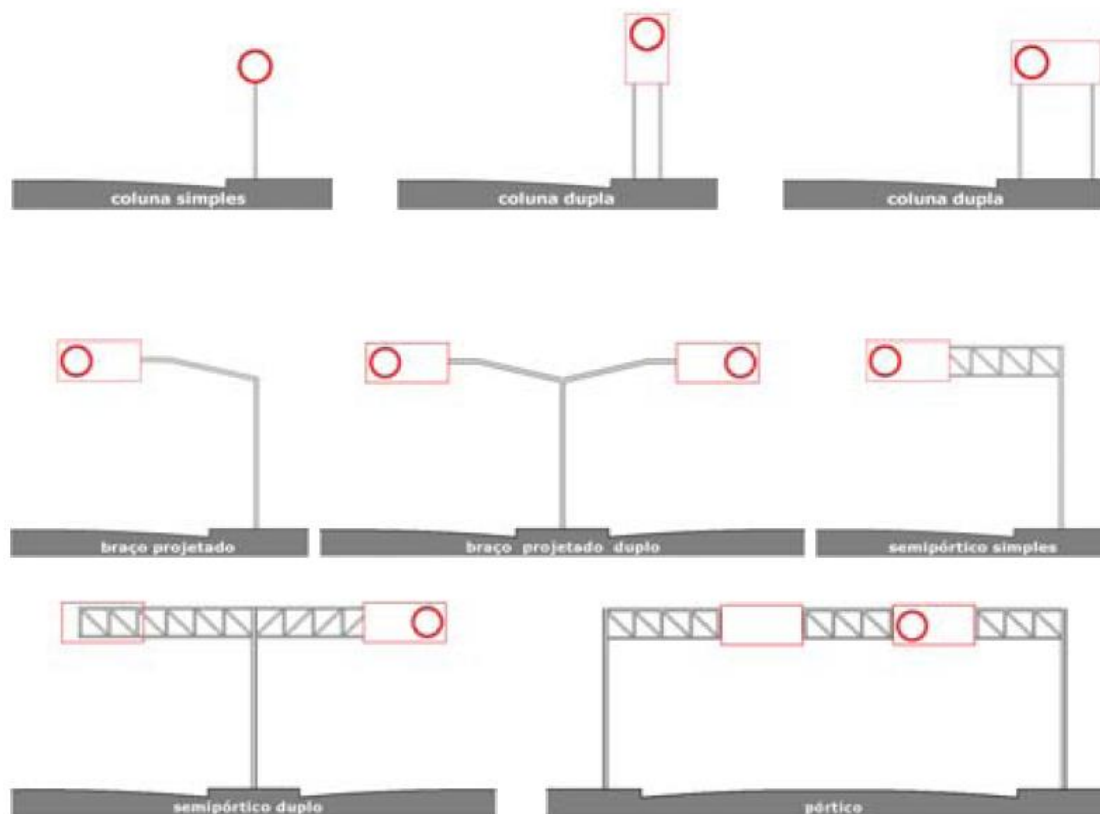 coluna simples
coluna dupla
coluna dupla
braço projetado
braço projetado duplo
semipórtico simples
semipórtico duplo
pórtico